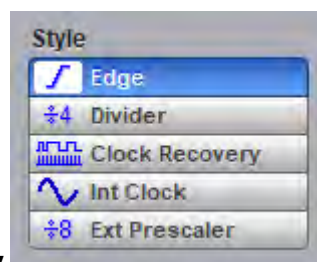 Style
Edge
÷4 Divider
Clock Recovery
Int Clock
÷8 Ext Prescaler